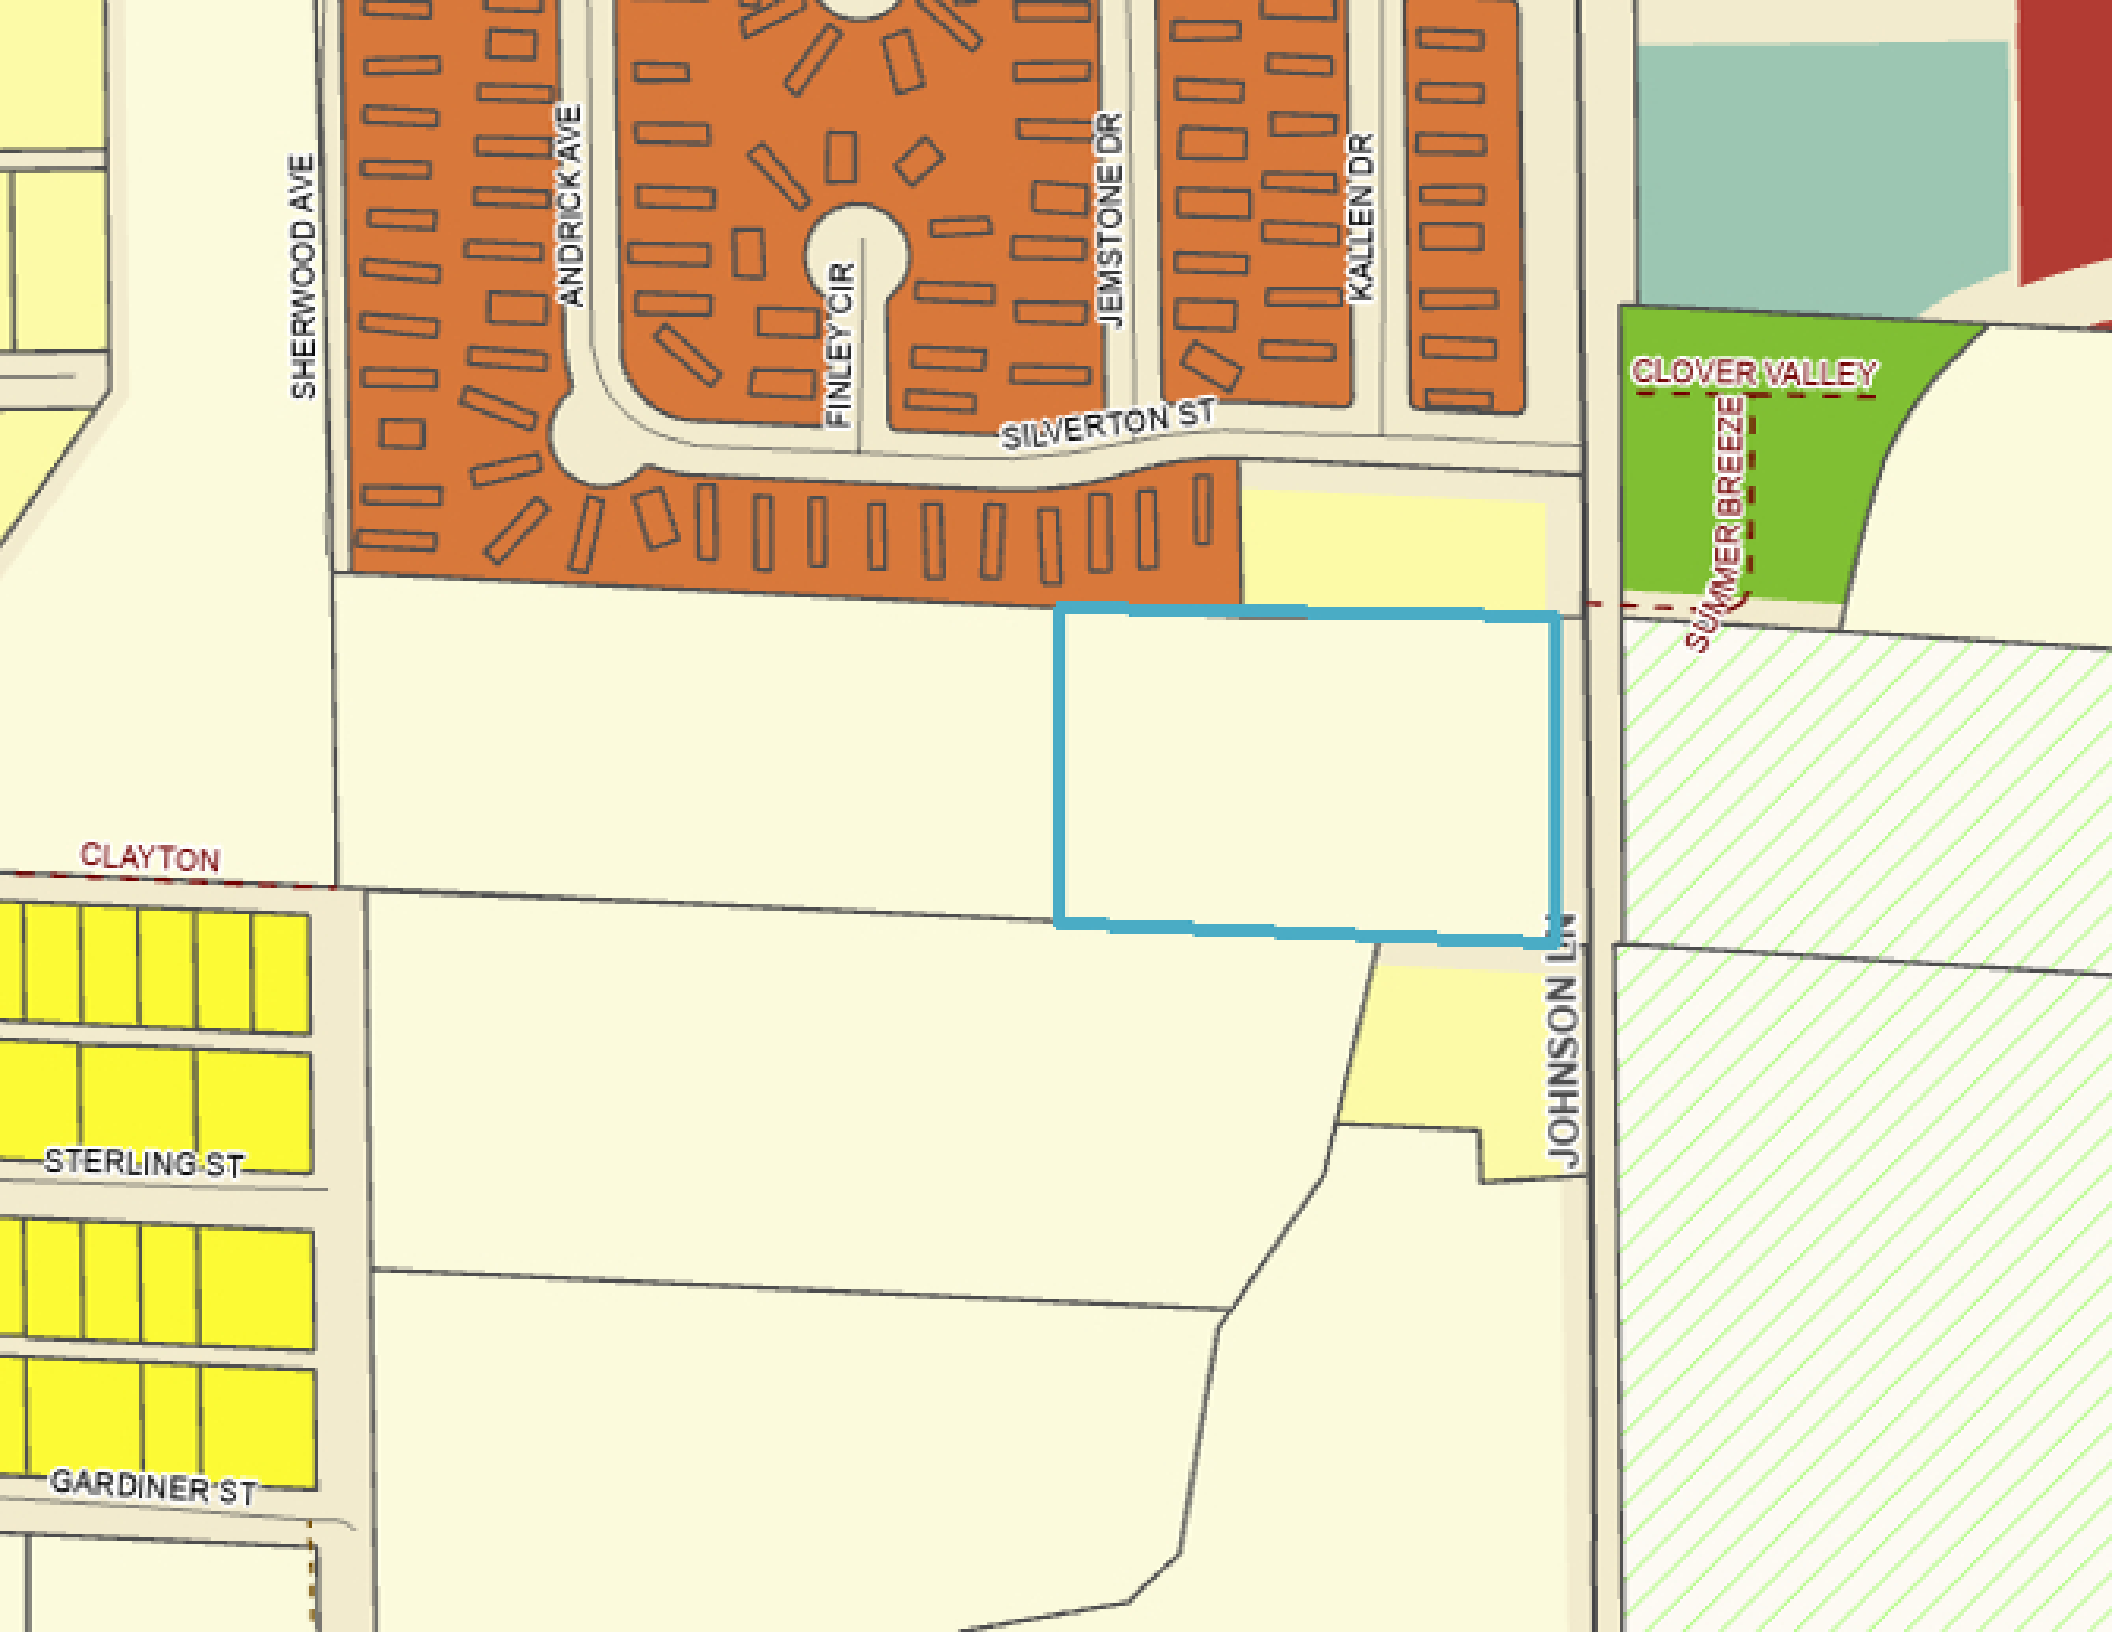 SHERWOOD AVE
ANDRICK AVE
FINLEY CIR
JEMSTONE DR
KALLEN DR
SILVERTON ST
CLOVER VALLEY
SUMMER BREEZE
CLAYTON
JOHNSON LN
STERLING ST
GARDINER ST